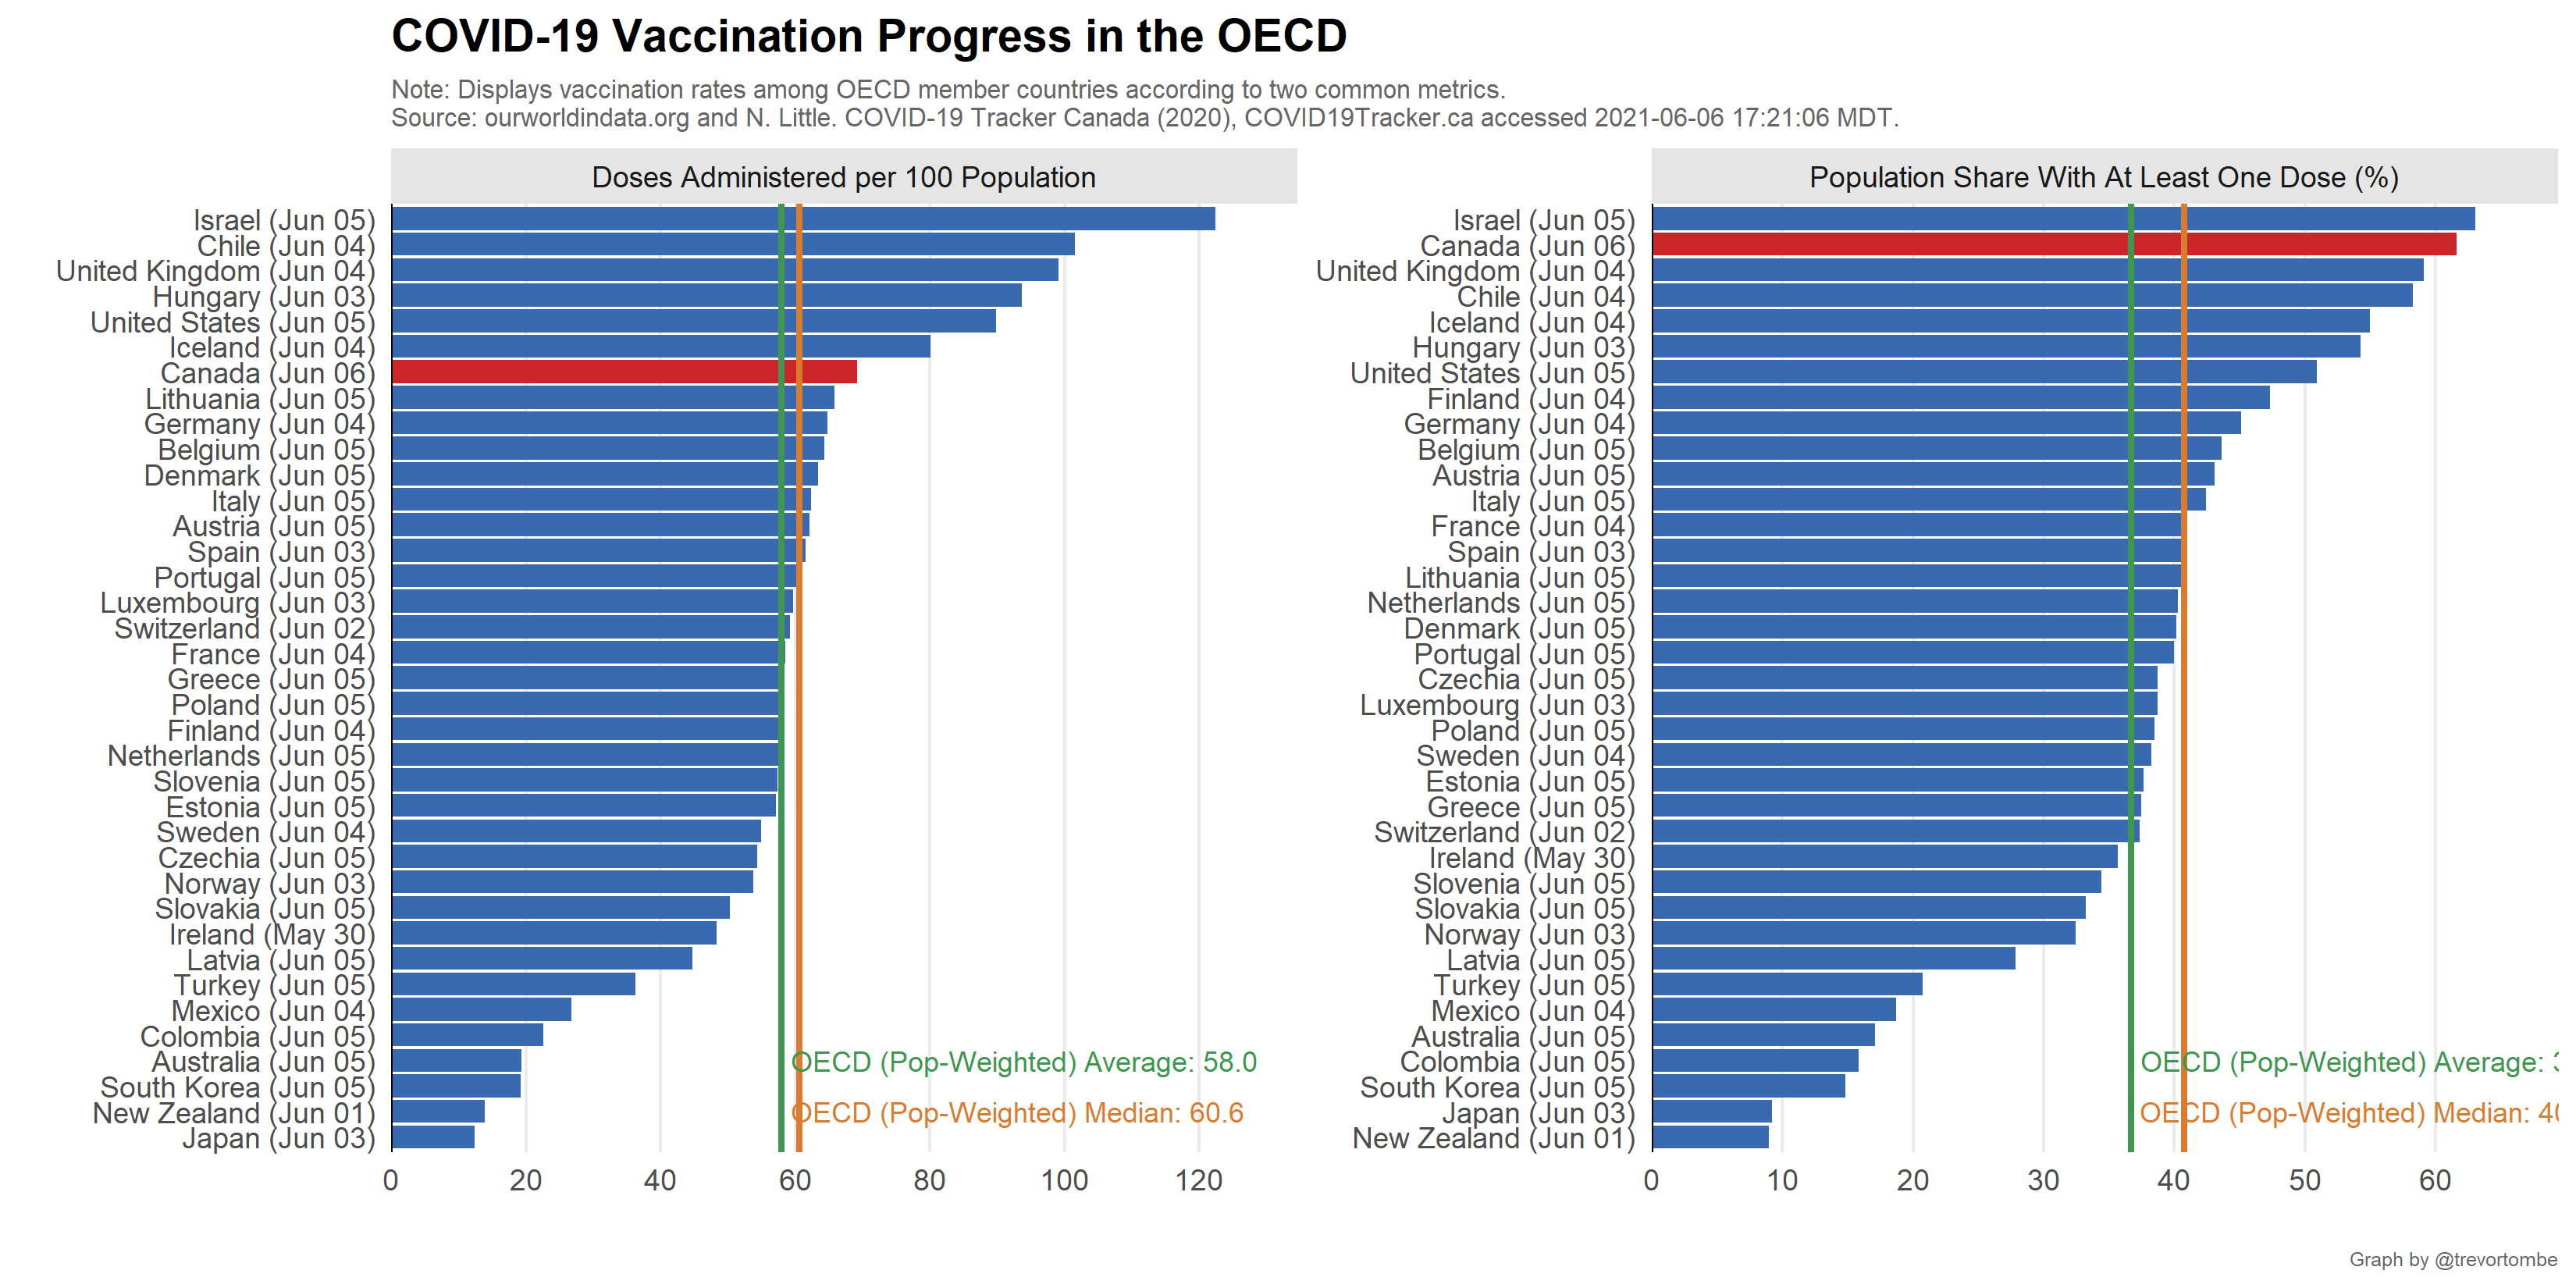 COVID-19 Vaccination Progress in the OECD
Note: Displays vaccination rates among OECD member countries according to two common metrics.
Source: ourworldindata.org and N. Little. COVID-19 Tracker Canada (2020), COVID19Tracker.ca accessed 2021-06-06 17:21:06 MDT.
Doses Administered per 100 Population
Israel (Jun 05)
Chile (Jun 04)
United Kingdom (Jun 04)
Hungary (Jun 03)
United States (Jun 05)
Iceland (Jun 04)
Canada (Jun 06)
Lithuania (Jun 05)
Germany (Jun 04)
Belgium (Jun 05)
Denmark (Jun 05)
Italy (Jun 05)
Austria (Jun 05)
Spain (Jun 03)
Portugal (Jun 05)
Luxembourg (Jun 03)
Switzerland (Jun 02)
France (Jun 04)
Greece (Jun 05)
Poland (Jun 05)
Finland (Jun 04)
Netherlands (Jun 05)
Slovenia (Jun 05)
Estonia (Jun 05)
Sweden (Jun 04)
Czechia (Jun 05)
Norway (Jun 03)
Slovakia (Jun 05)
Ireland (May 30)
Latvia (Jun 05)
Turkey (Jun 05)
Mexico (Jun 04)
Colombia (Jun 05)
Australia (Jun 05)
South Korea (Jun 05)
New Zealand (Jun 01)
Japan (Jun 03)
OECD (Pop-Weighted) Average: 58.0
OECD (Pop-Weighted) Median: 60.6
0 20 40 60 80 100 120
Population Share With At Least One Dose (%)
Israel (Jun 05)
Canada (Jun 06)
United Kingdom (Jun 04)
Chile (Jun 04)
Iceland (Jun 04)
Hungary (Jun 03)
United States (Jun 05)
Finland (Jun 04)
Germany (Jun 04)
Belgium (Jun 05)
Austria (Jun 05)
Italy (Jun 05)
France (Jun 04)
Spain (Jun 03)
Lithuania (Jun 05)
Netherlands (Jun 05)
Denmark (Jun 05)
Portugal (Jun 05)
Czechia (Jun 05)
Luxembourg (Jun 03)
Poland (Jun 05)
Sweden (Jun 04)
Estonia (Jun 05)
Greece (Jun 05)
Switzerland (Jun 02)
Ireland (May 30)
Slovenia (Jun 05)
Slovakia (Jun 05)
Norway (Jun 03)
Latvia (Jun 05)
Turkey (Jun 05)
Mexico (Jun 04)
Australia (Jun 05)
Colombia (Jun 05)
South Korea (Jun 05)
Japan (Jun 03)
New Zealand (Jun 01)
OECD (Pop-Weighted) Average:
OECD (Pop-Weighted) Median:
0 10 20 30 40 50 60
Graph by @trevortombe